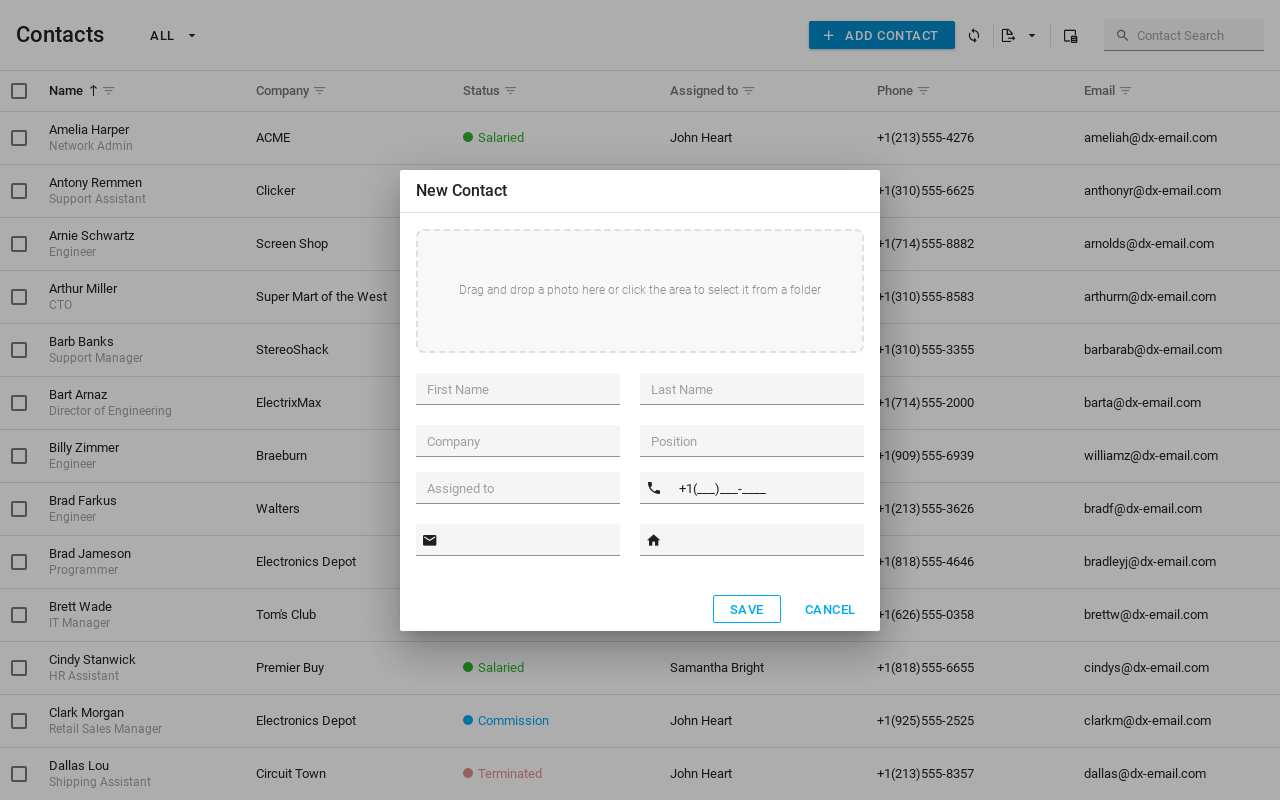 Contacts
ALL
ADD CONTACT
Contact Search
Name
Company
Status
Assigned to
Phone
Email
Amelia Harper
Network Admin
ACME
Salaried
John Heart
+1(213)555-4276
ameliah@dx-email.com
Antony Remmen
Support Assistant
Clicker
+1(310)555-6625
anthonyr@dx-email.com
Arnie Schwartz
Engineer
Screen Shop
+1(714)555-8882
arnolds@dx-email.com
Arthur Miller
CTO
Super Mart of the West
+1(310)555-8583
arthurm@dx-email.com
Barb Banks
Support Manager
StereoShack
+1(310)555-3355
barbarab@dx-email.com
Bart Arnaz
Director of Engineering
ElectrixMax
+1(714)555-2000
barta@dx-email.com
Billy Zimmer
Engineer
Braeburn
+1(909)555-6939
williamz@dx-email.com
Brad Farkus
Engineer
Walters
+1(213)555-3626
bradf@dx-email.com
Brad Jameson
Programmer
Electronics Depot
+1(818)555-4646
bradleyj@dx-email.com
Brett Wade
IT Manager
Tom's Club
+1(626)555-0358
brettw@dx-email.com
Cindy Stanwick
HR Assistant
Premier Buy
Salaried
Samantha Bright
+1(818)555-6655
cindys@dx-email.com
Clark Morgan
Retail Sales Manager
Electronics Depot
Commission
John Heart
+1(925)555-2525
clarkm@dx-email.com
Dallas Lou
Shipping Assistant
Circuit Town
Terminated
John Heart
+1(213)555-8357
dallas@dx-email.com
New Contact
Drag and drop a photo here or click the area to select it from a folder
First Name
Last Name
Company
Position
Assigned to
+1(___)___-____
SAVE
CANCEL